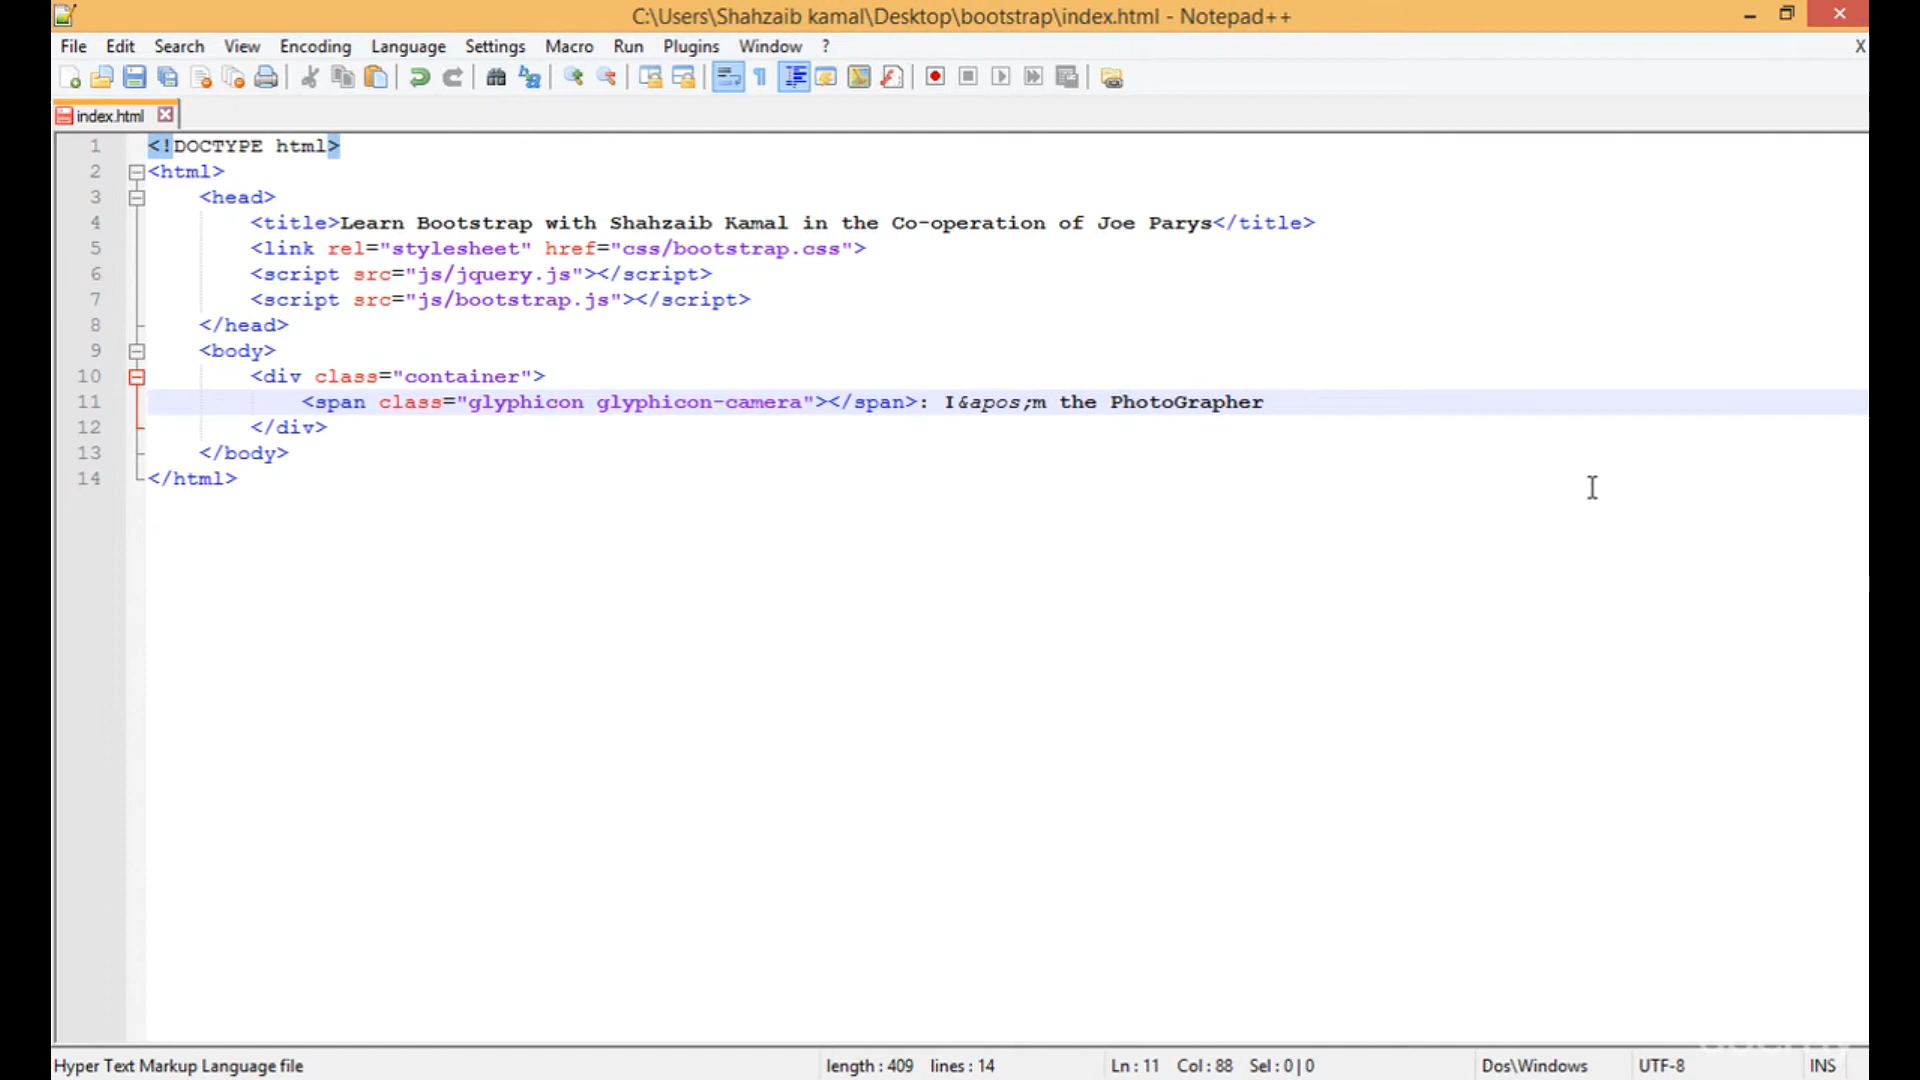 C:\Users\Shahzaib kamal\Desktop\bootstrap\index.html - Notepad++
File Edit Search View Encoding Language Settings Macro Run Plugins Window ? X
index.html
1 <!DOCTYPE html>
2 <html>
3 <head>
4 <title>Learn Bootstrap with Shahzaib Kamal in the Co-operation of Joe Parys</title>
5 <link rel="stylesheet" href="css/bootstrap.css">
6 <script src="js/jquery.js"></script>
7 <script src="js/bootstrap.js"></script>
8 </head>
9 <body>
10 <div class="container">
11 <span class="glyphicon glyphicon-camera"></span>: I&apos;m the PhotoGrapher
12 </div>
13 </body>
14 </html>
Hyper Text Markup Language file length : 409 lines : 14 Ln : 11 Col : 88 Sel : 0 | 0 Dos\Windows UTF-8 INS